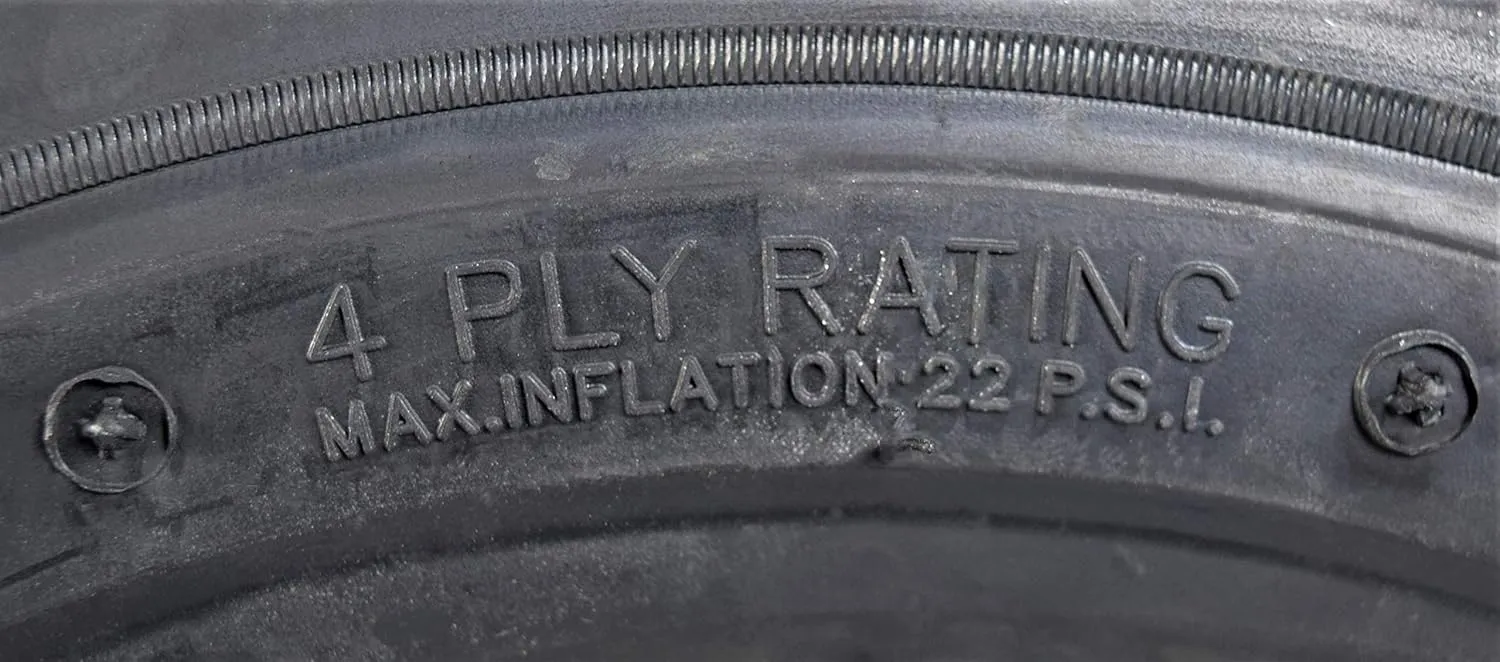 4 PLY RATING
MAX.INFLATION 22 P.S.I.